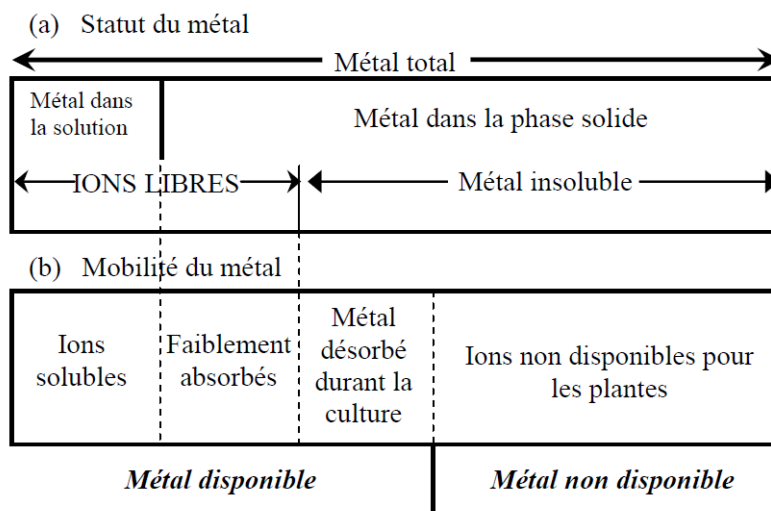 (a) Statut du métal
Métal total
Métal dans
la solution
Métal dans la phase solide
IONS LIBRES
Métal insoluble
(b) Mobilité du métal
Ions
solubles
Faiblement
absorbés
Métal
désorbé
durant la
culture
Ions non disponibles pour
les plantes
Métal disponible
Métal non disponible